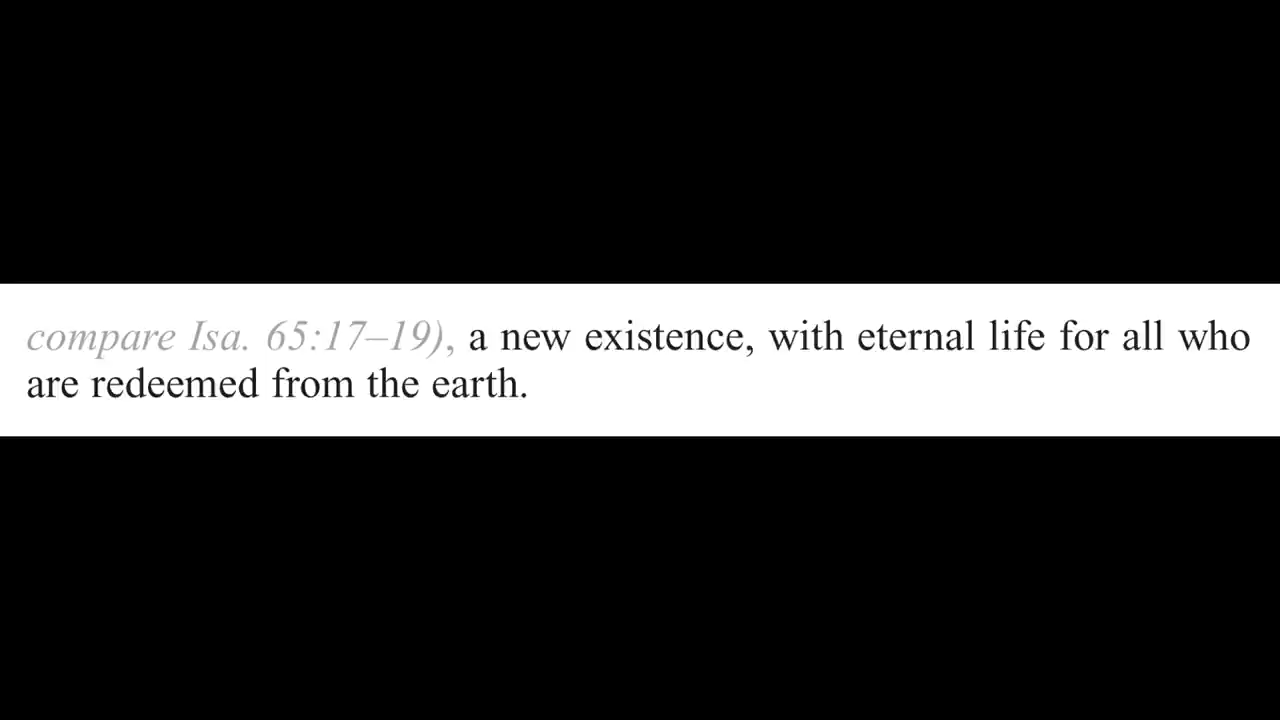 compare Isa. 65:17–19), a new existence, with eternal life for all who
are redeemed from the earth.